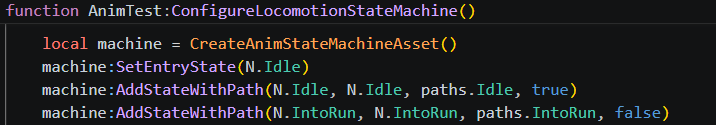 function AnimTest:ConfigureLocomotionStateMachine()
local machine = CreateAnimStateMachineAsset()
machine:SetEntryState(N.Idle)
machine:AddStateWithPath(N.Idle, N.Idle, paths.Idle, true)
machine:AddStateWithPath(N.IntoRun, N.IntoRun, paths.IntoRun, false)